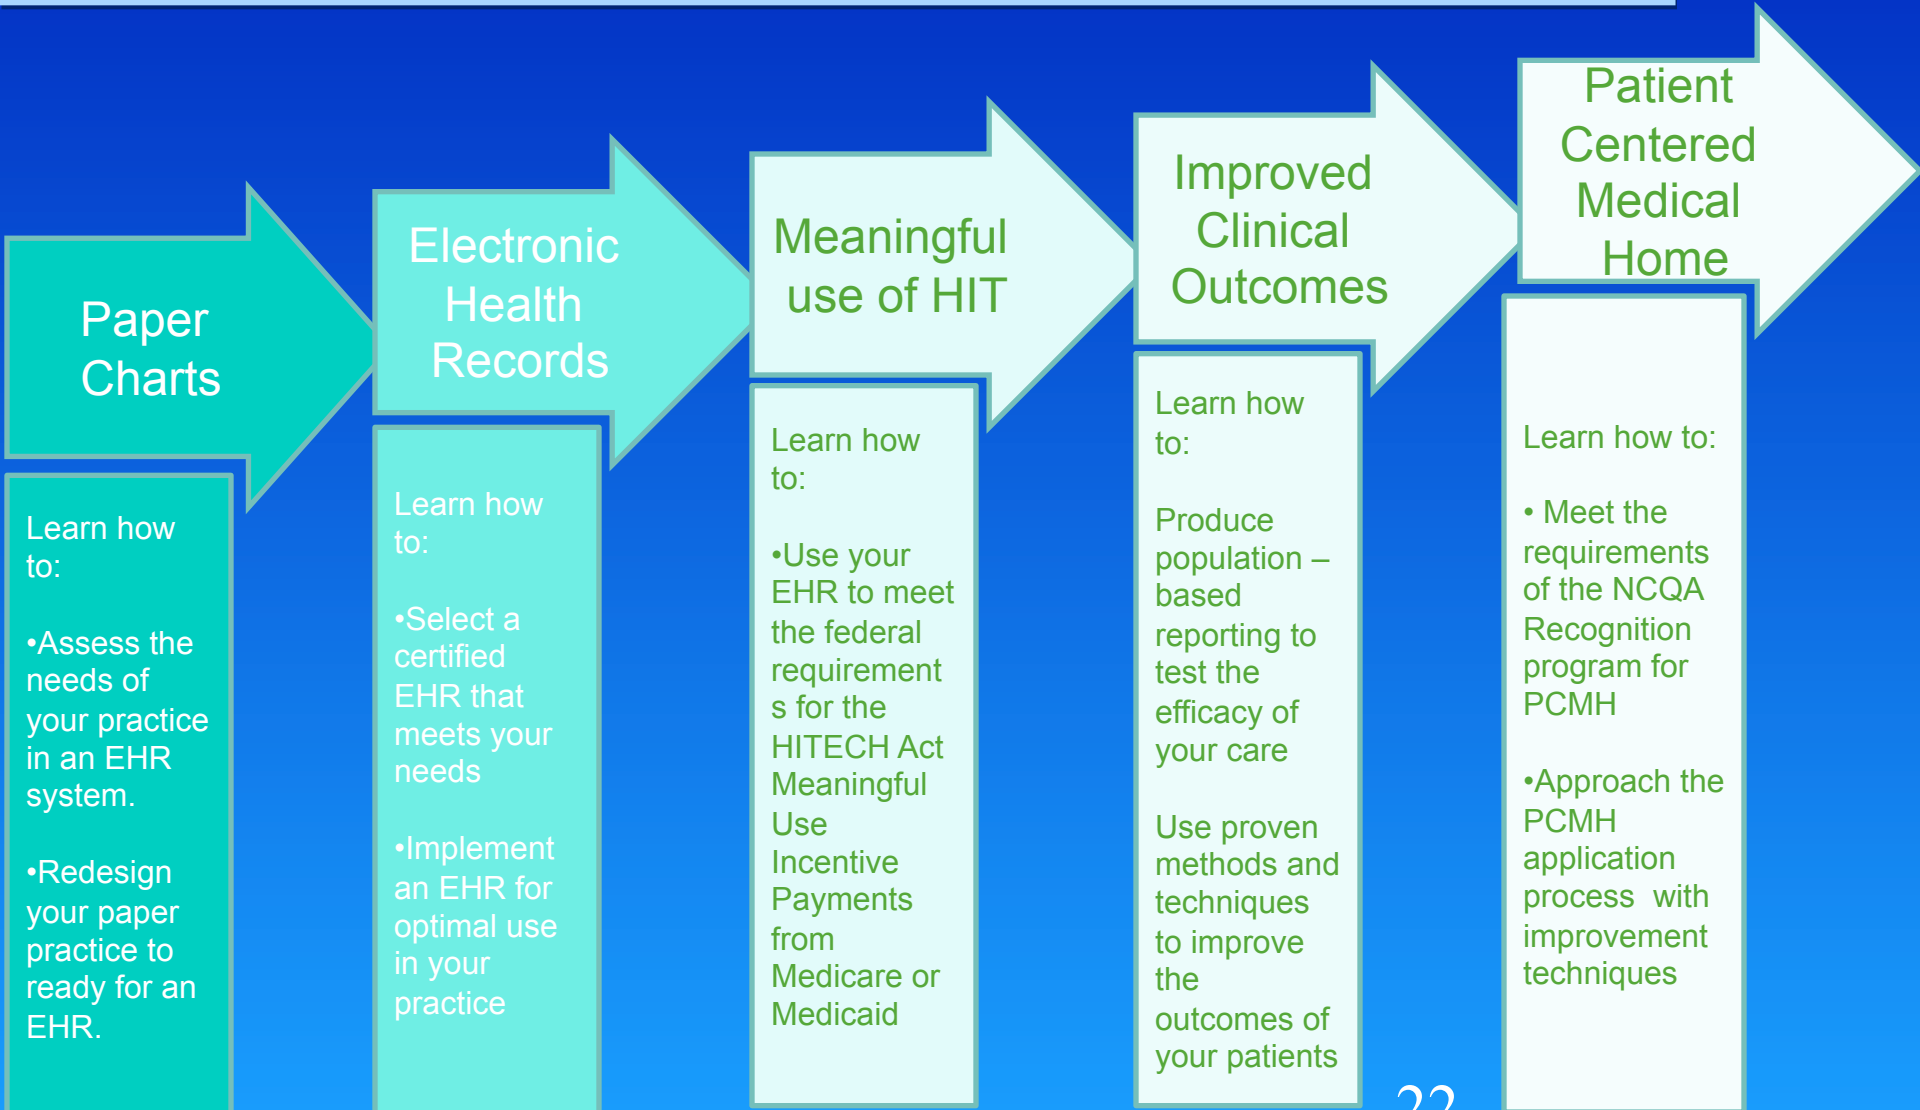 Paper
Charts
Learn how
to:
•Assess the
needs of
your practice
in an EHR
system.
•Redesign
your paper
practice to
ready for an
EHR.
Electronic
Health
Records
Learn how
to:
•Select a
certified
EHR that
meets your
needs
•Implement
an EHR for
optimal use
in your
practice
Meaningful
use of HIT
Learn how
to:
•Use your
EHR to meet
the federal
requirement
s for the
HITECH Act
Meaningful
Use
Incentive
Payments
from
Medicare or
Medicaid
Improved
Clinical
Outcomes
Learn how
to:
Produce
population –
based
reporting to
test the
efficacy of
your care
Use proven
methods and
techniques
to improve
the
outcomes of
your patients
Patient
Centered
Medical
Home
Learn how to:
• Meet the
requirements
of the NCQA
Recognition
program for
PCMH
•Approach the
PCMH
application
process  with
improvement
techniques
22